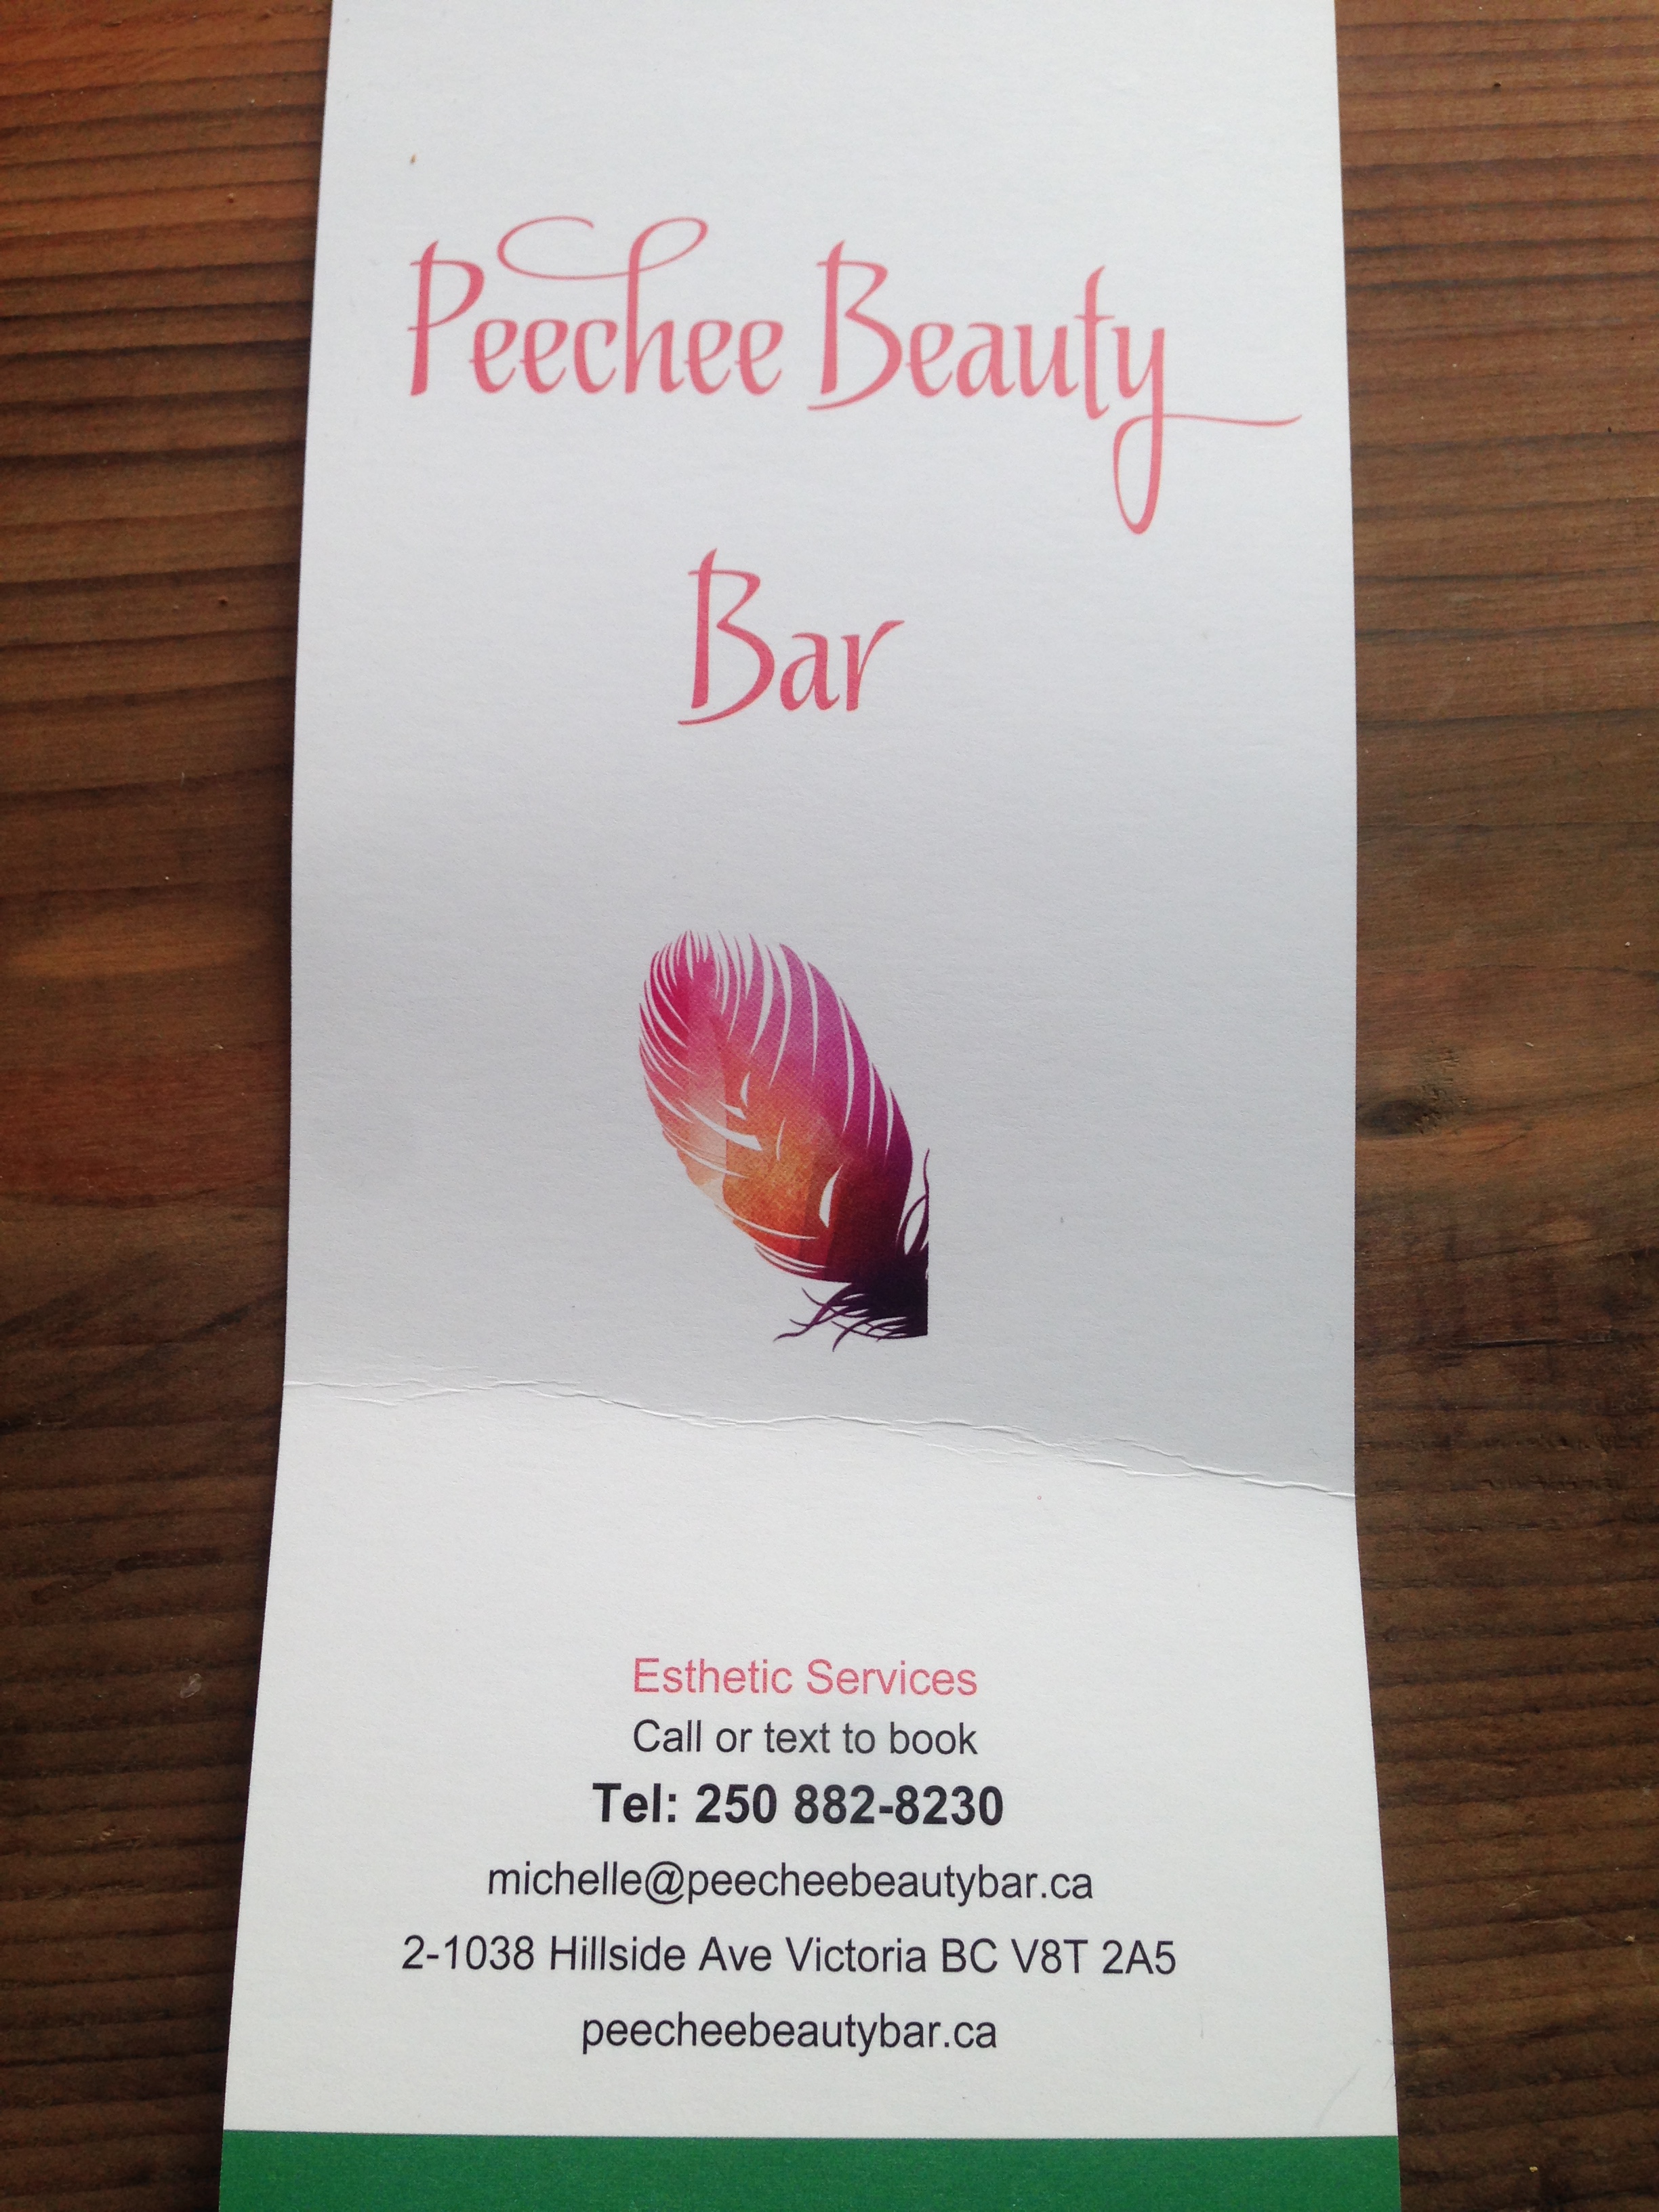 Peechee Beauty
Bar
Esthetic Services
Call or text to book
Tel: 250 882-8230
michelle@peecheebeautybar.ca
2-1038 Hillside Ave Victoria BC V8T 2A5
peecheebeautybar.ca